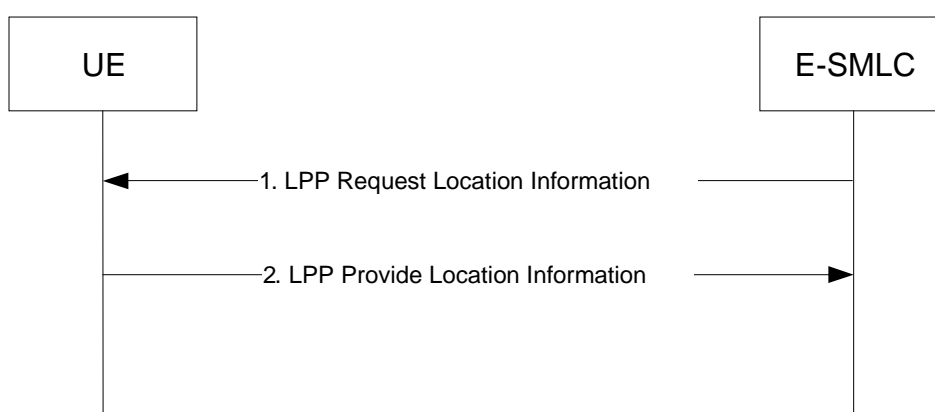 UE
E-SMLC
1. LPP Request Location Information
2. LPP Provide Location Information